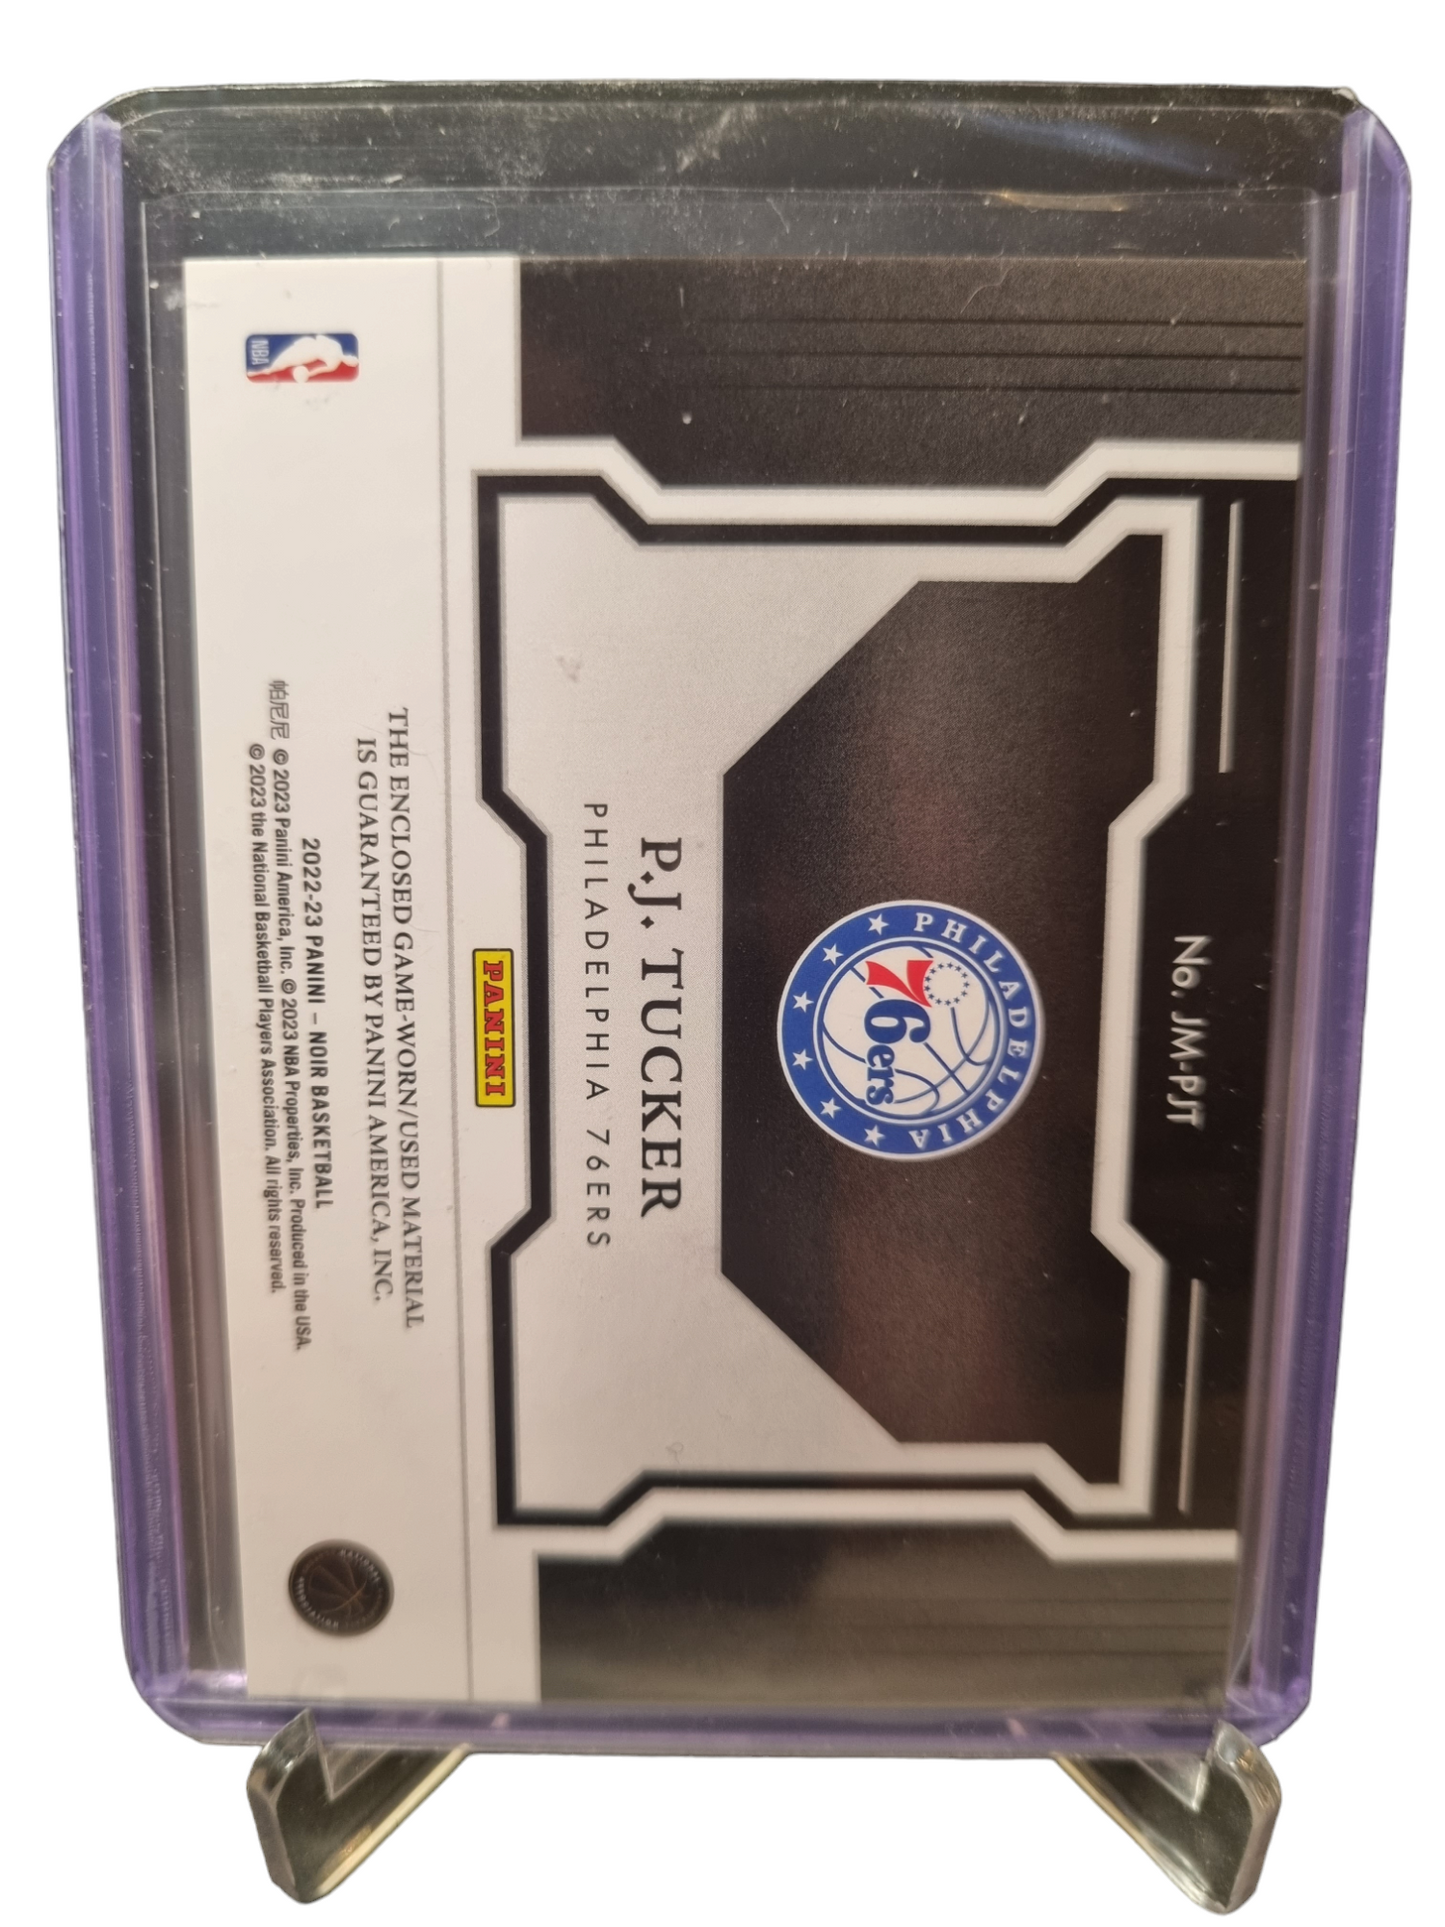 No. JM-PJT
PHILADELPHIA
76ers
P.J. TUCKER
PHILADELPHIA 76ERS
PANINI
THE ENCLOSED GAME-WORN/USED MATERIAL
IS GUARANTEED BY PANINI AMERICA, INC.
2022-23 PANINI – NOIR BASKETBALL
帕尼尼 © 2023 Panini America, Inc. © 2023 NBA Properties, Inc. Produced in the USA.
© 2023 the National Basketball Players Association. All rights reserved.
NBA